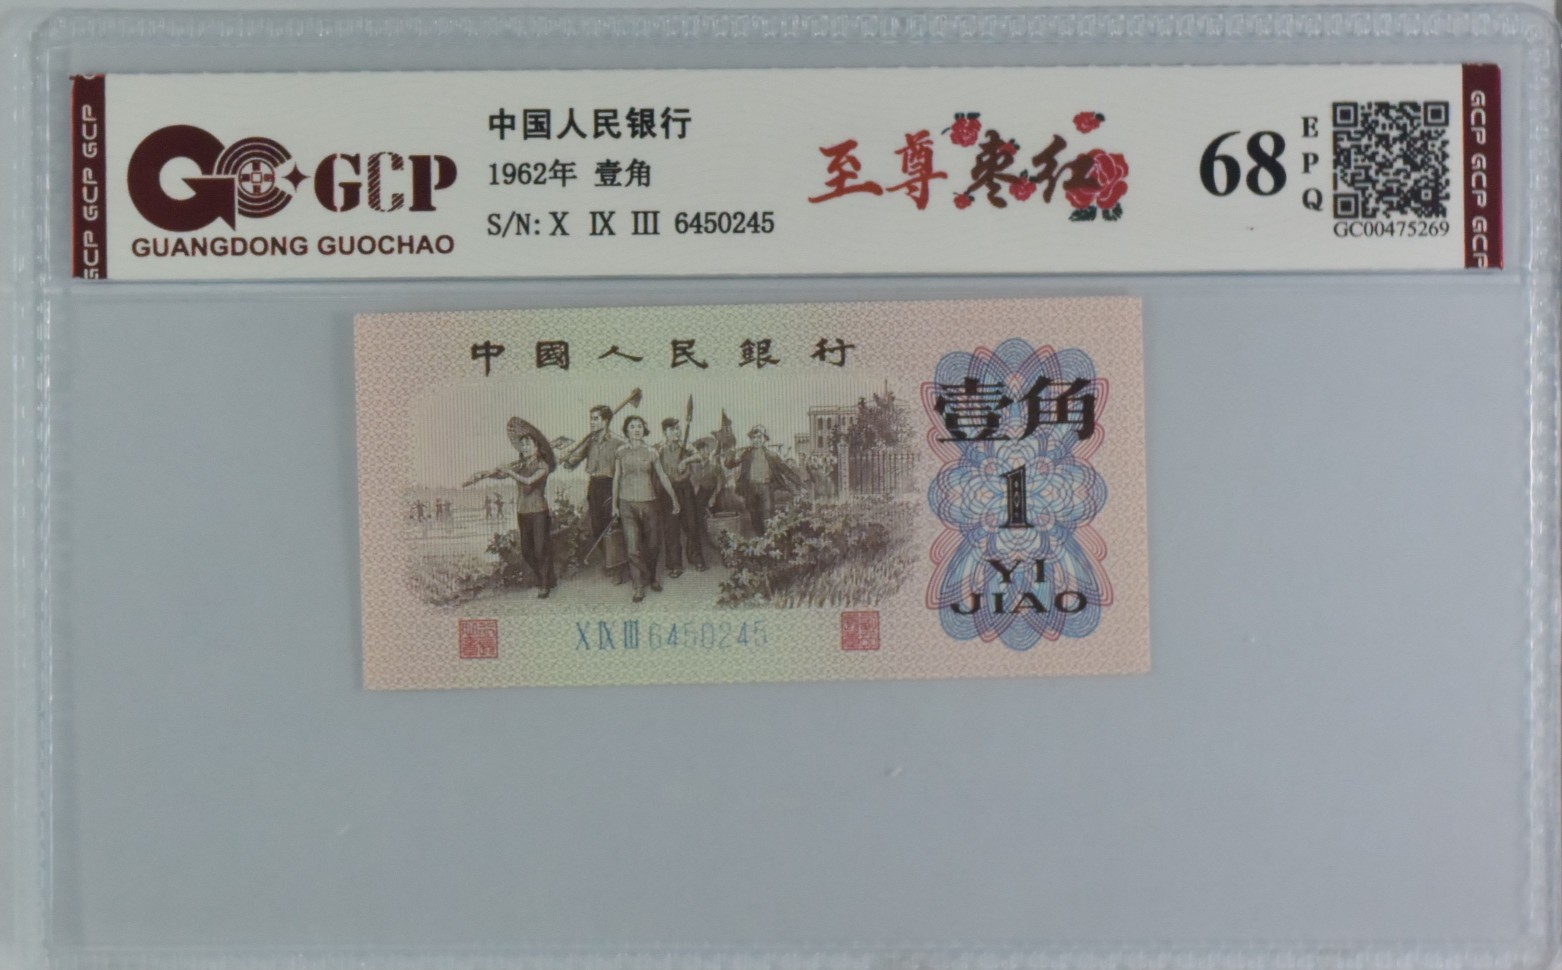 GCP GCP GCP
GCP
GUANGDONG GUOCHAO
中国人民银行
1962年 壹角
S/N: X IX III 6450245
至尊枣红
68
EPQ
GC00475269
GCP GCP GCP
中國人民銀行
壹角
1
YI
JIAO
X IX III 6450245